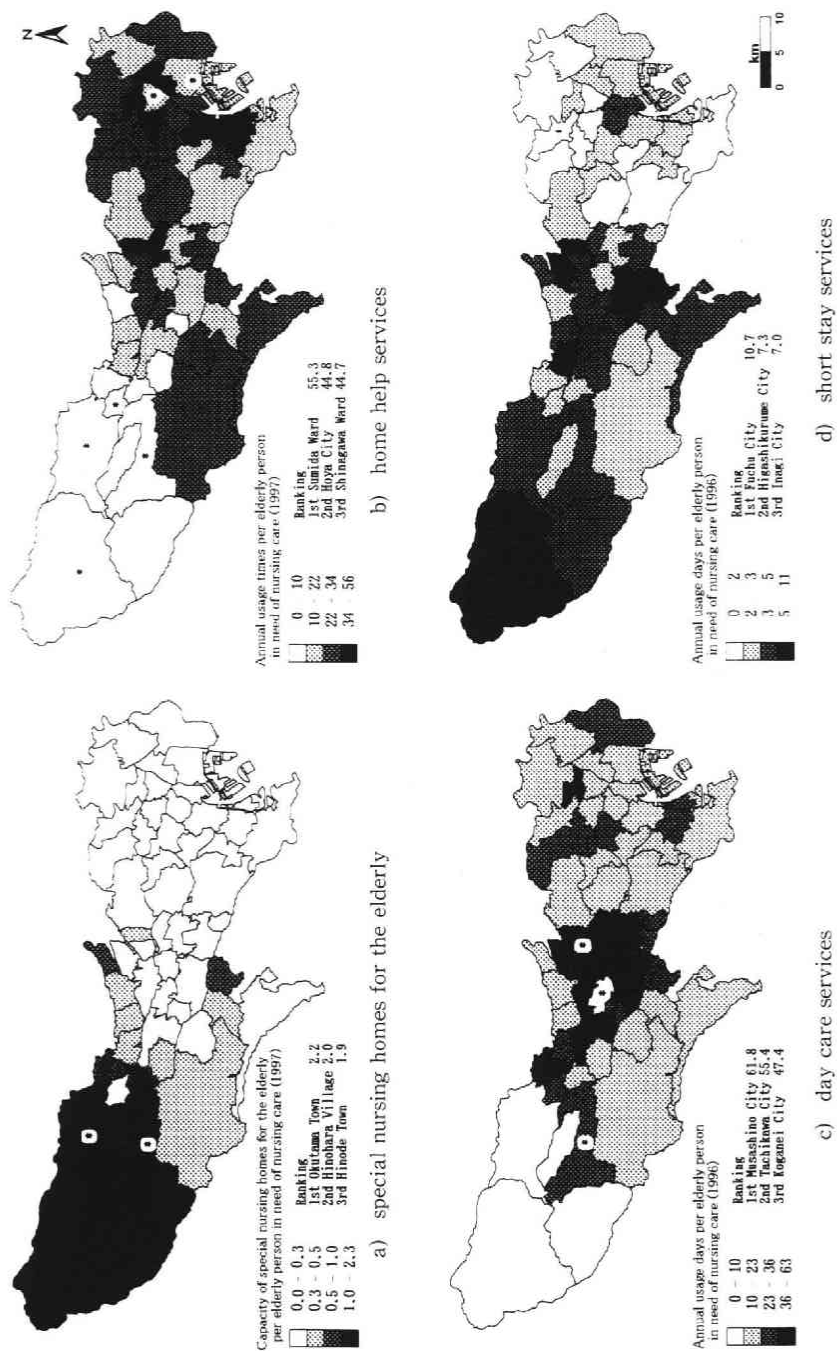 Capacity of special nursing homes for the elderly
per elderly person in need of nursing care (1997)
0.0 - 0.3
0.3 - 0.5
0.5 - 1.0
1.0 - 2.3
Ranking
1st Okutama Town 2.2
2nd Hinohara Village 2.0
3rd Hinode Town 1.9
a) special nursing homes for the elderly
N
Annual usage times per elderly person
in need of nursing care (1997)
0 10
10 - 22
22 - 34
34 - 56
Ranking
1st Sumida Ward 55.3
2nd Hoya City 44.8
3rd Shinagawa Ward 44.7
b) home help services
Annual usage days per elderly person
in need of nursing care (1996)
0 - 10
10 - 23
23 - 36
36 - 63
Ranking
1st Musashino City 61.8
2nd Tachikawa City 55.4
3rd Koganei City 47.4
c) day care services
Annual usage days per elderly person
in need of nursing care (1996)
0 2
2 3
3 5
5 11
Ranking
1st Fuchu City 10.7
2nd Higashikurume City 7.3
3rd Inagi City 7.0
km
0 5 10
d) short stay services